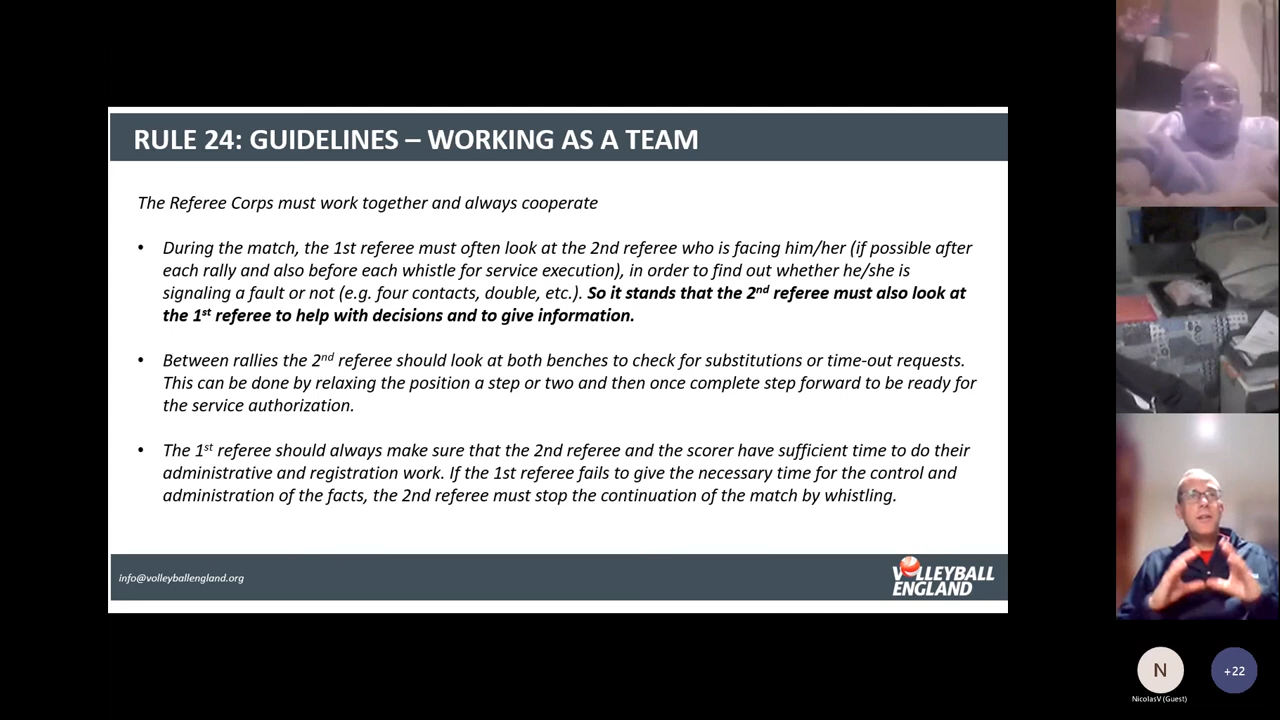 RULE 24: GUIDELINES – WORKING AS A TEAM
The Referee Corps must work together and always cooperate
• During the match, the 1st referee must often look at the 2nd referee who is facing him/her (if possible after
each rally and also before each whistle for service execution), in order to find out whether he/she is
signaling a fault or not (e.g. four contacts, double, etc.). So it stands that the 2nd referee must also look at
the 1st referee to help with decisions and to give information.
• Between rallies the 2nd referee should look at both benches to check for substitutions or time-out requests.
This can be done by relaxing the position a step or two and then once complete step forward to be ready for
the service authorization.
• The 1st referee should always make sure that the 2nd referee and the scorer have sufficient time to do their
administrative and registration work. If the 1st referee fails to give the necessary time for the control and
administration of the facts, the 2nd referee must stop the continuation of the match by whistling.
info@volleyballengland.org
VOLLEYBALL
ENGLAND
N
+22
NicolasV (Guest)